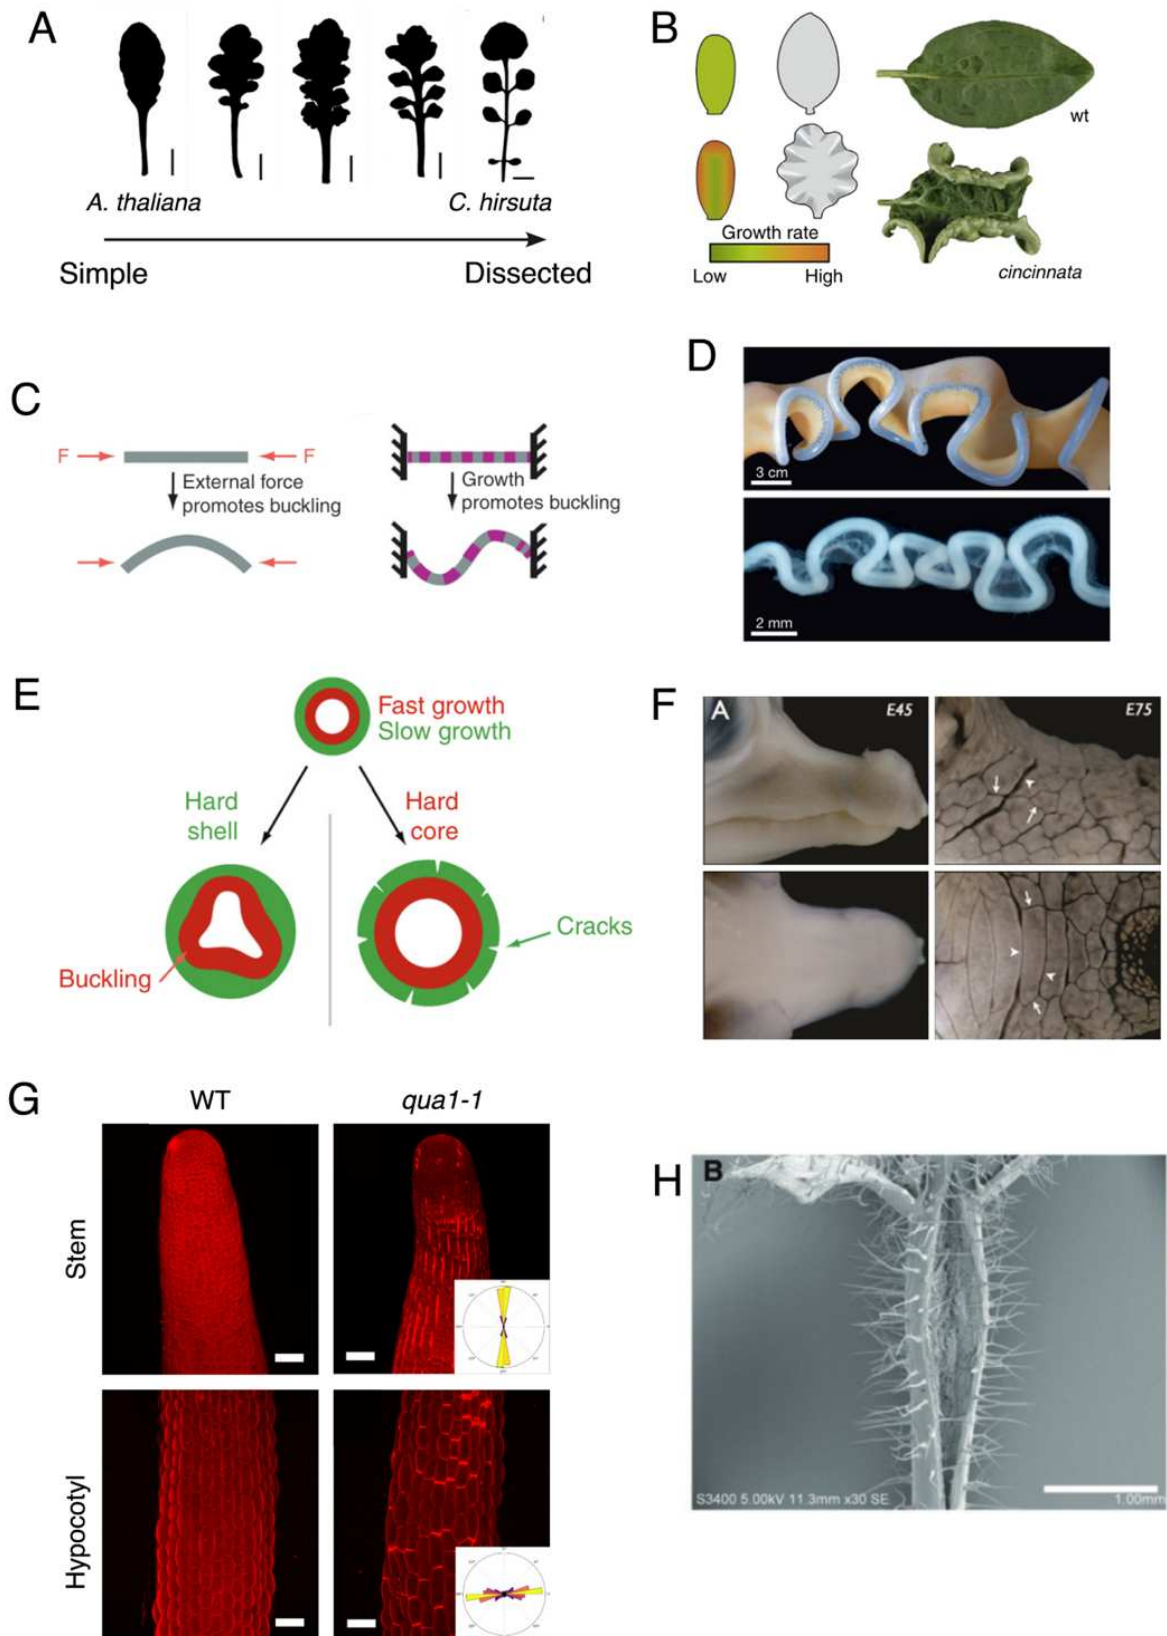 A
A. thaliana
C. hirsuta
Simple
Dissected
B
wt
Growth rate
Low
High
cincinnata
C
F
F
External force
promotes buckling
Growth
promotes buckling
D
3 cm
2 mm
E
Fast growth
Slow growth
Hard
shell
Hard
core
Cracks
Buckling
F
A
E45
E75
G
WT
qua1-1
Stem
Hypocotyl
H
B
S3400 5.00kV 11.3mm x30 SE
1.00mm